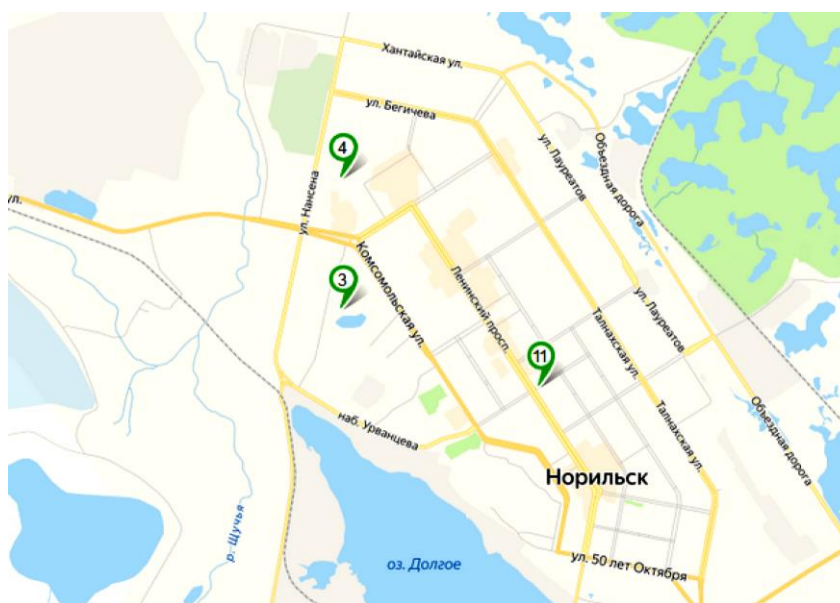 Хантайская ул.
ул. Бегичева
4
ул. Лауреатов
Объездная дорога
ул. Нансена
ул.
3
Комсомольская ул.
Ленинский просп.
ул. Лауреатов
Талнахская ул.
11
наб. Урванцева
Талнахская ул.
Объездная дорога
Норильск
р. Щучья
оз. Долгое
ул. 50 лет Октября